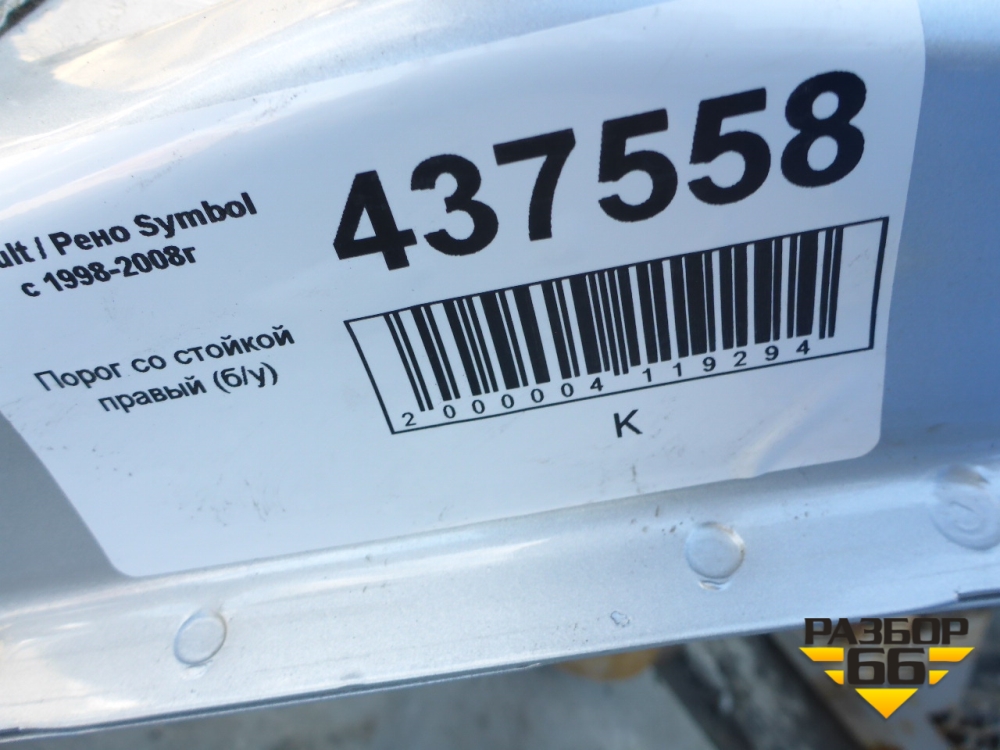 437558
ult / Рено Symbol
с 1998-2008г
Порог со стойкой
правый (б/у)
2 000004 119294
K
РАЗБОР
66